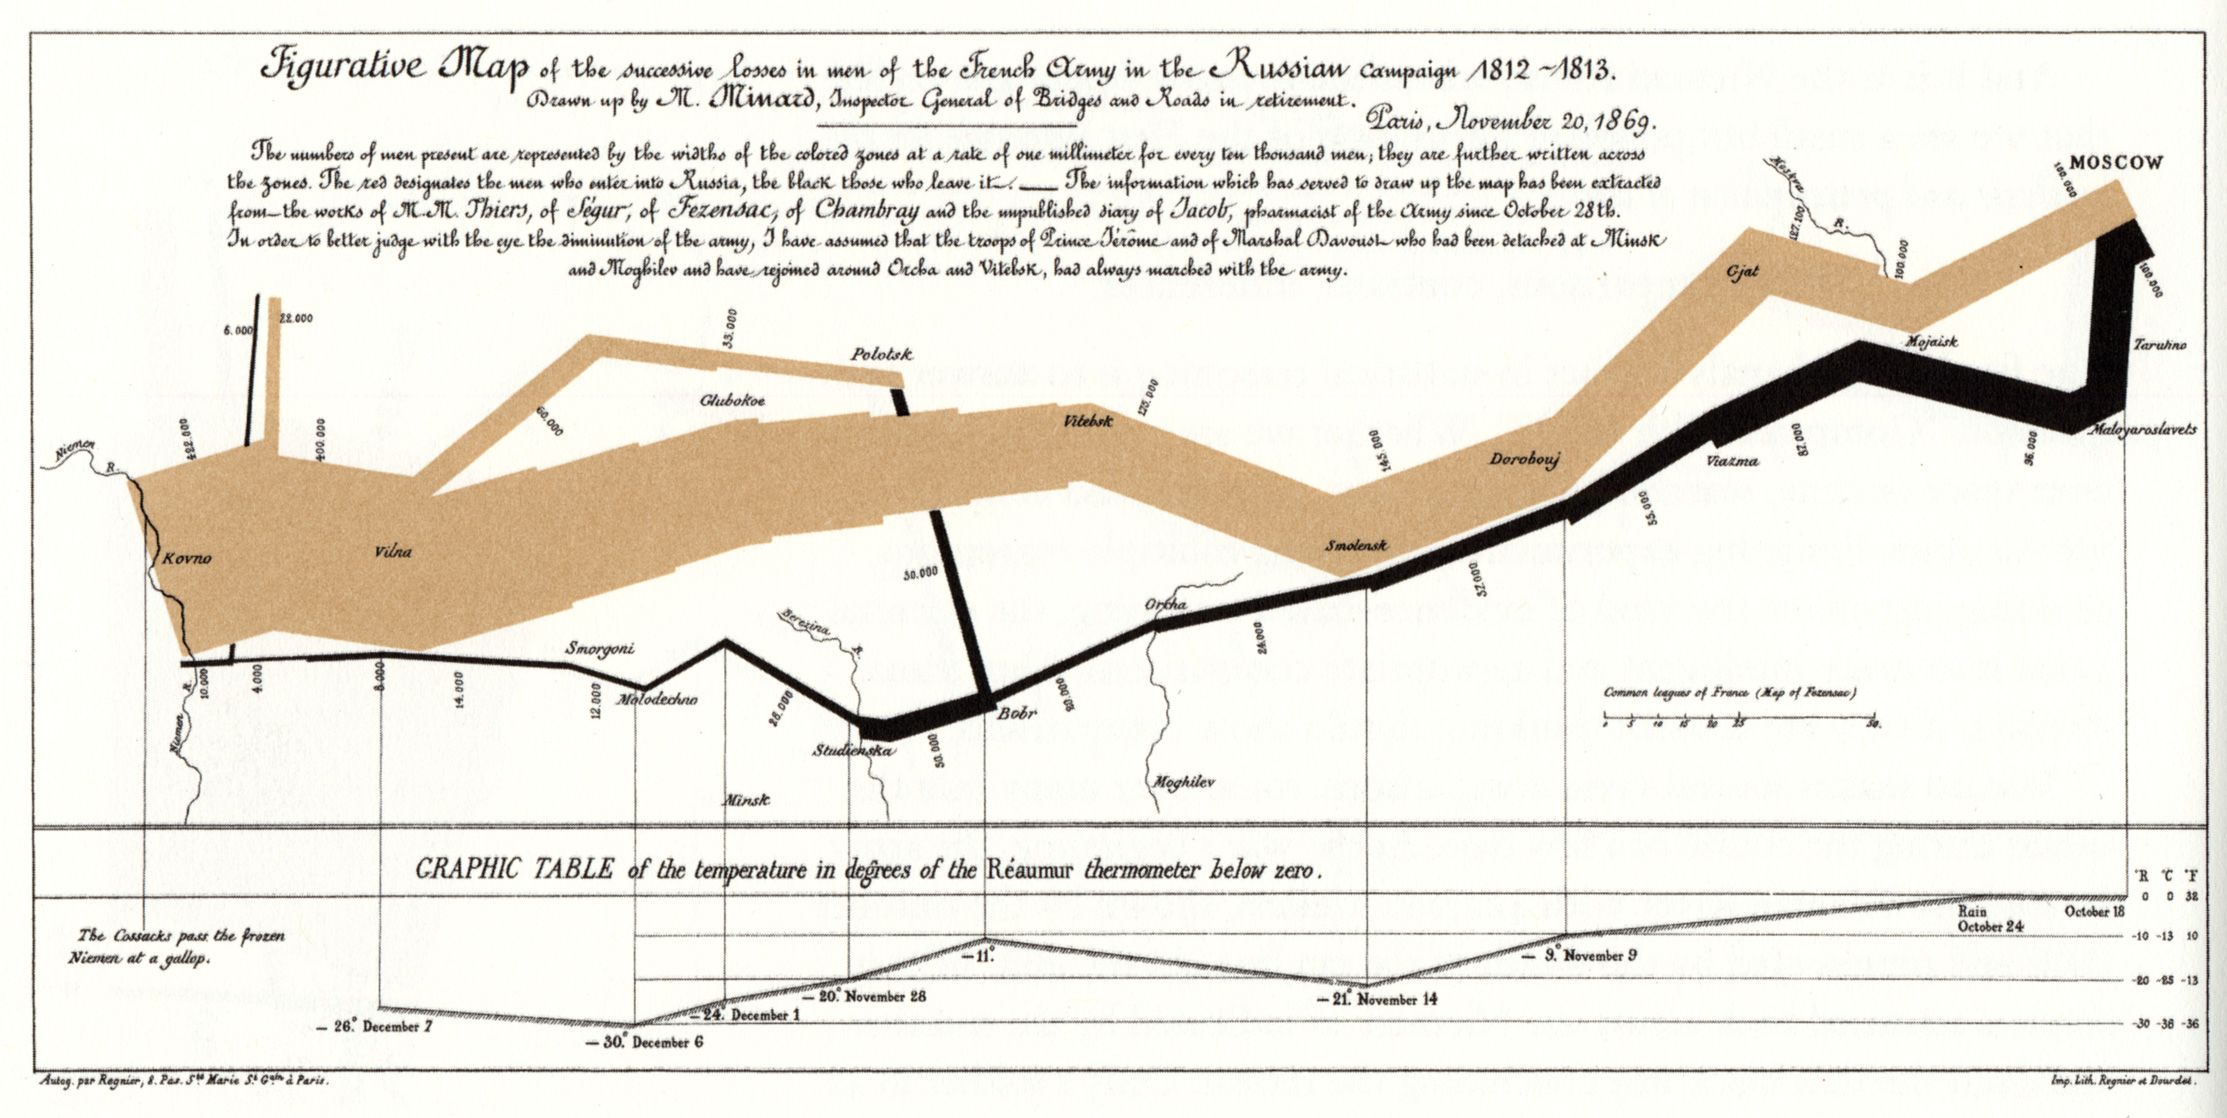 Figurative Map of the successive losses in men of the French Army in the Russian campaign 1812~1813.
Drawn up by M. Minard, Inspector General of Bridges and Roads in retirement.
Paris, November 20, 1869.
The numbers of men present are represented by the widths of the colored zones at a rate of one millimeter for every ten thousand men; they are further written across
the zones. The red designates the men who enter into Russia, the black those who leave it. — The information which has served to draw up the map has been extracted
from the works of M.M. Thiers, of Ségur, of Fezensac, of Chambray and the unpublished diary of Jacob, pharmacist of the Army since October 28th.
In order to better judge with the eye the diminution of the army, I have assumed that the troops of Prince Jérôme and of Marshal Davoust who had been detached at Minsk
and Moghilev and have rejoined around Orcha and Vitebsk, had always marched with the army.
MOSCOW
100.000
Moskva R.
127.100
100.000
Gjat
100.000
Mojaisk
Tarutino
Maloyaroslavets
6.000
22.000
33.000
Polotsk
Glubokoe
60.000
422.000
400.000
Niemen R.
Kovno
Vilna
Vitebsk
175.000
145.000
Dorobouj
Smolensk
Viazma
82.000
96.000
55.000
37.000
30.000
Orcha
24.000
Berezina R.
Smorgoni
10.000
4.000
8.000
14.000
12.000
Molodechno
28.000
Studienska
50.000
Bobr
20.000
Niemen R.
Minsk
Moghilev
Common leagues of France (Map of Fezensac)
0 5 10 15 20 25 50.
GRAPHIC TABLE of the temperature in degrees of the Réaumur thermometer below zero.
°R °C °F
0 0 32
-10 -13 10
-20 -25 -13
-30 -38 -36
The Cossacks pass the frozen
Niemen at a gallop.
Rain
October 24
October 18
— 9.° November 9
— 21.° November 14
— 11.°
— 20.° November 28
— 24.° December 1
— 30.° December 6
— 26.° December 7
Autog. par Regnier, 8. Pas. Ste Marie St Gain à Paris.
Imp. Lith. Regnier et Dourdet.